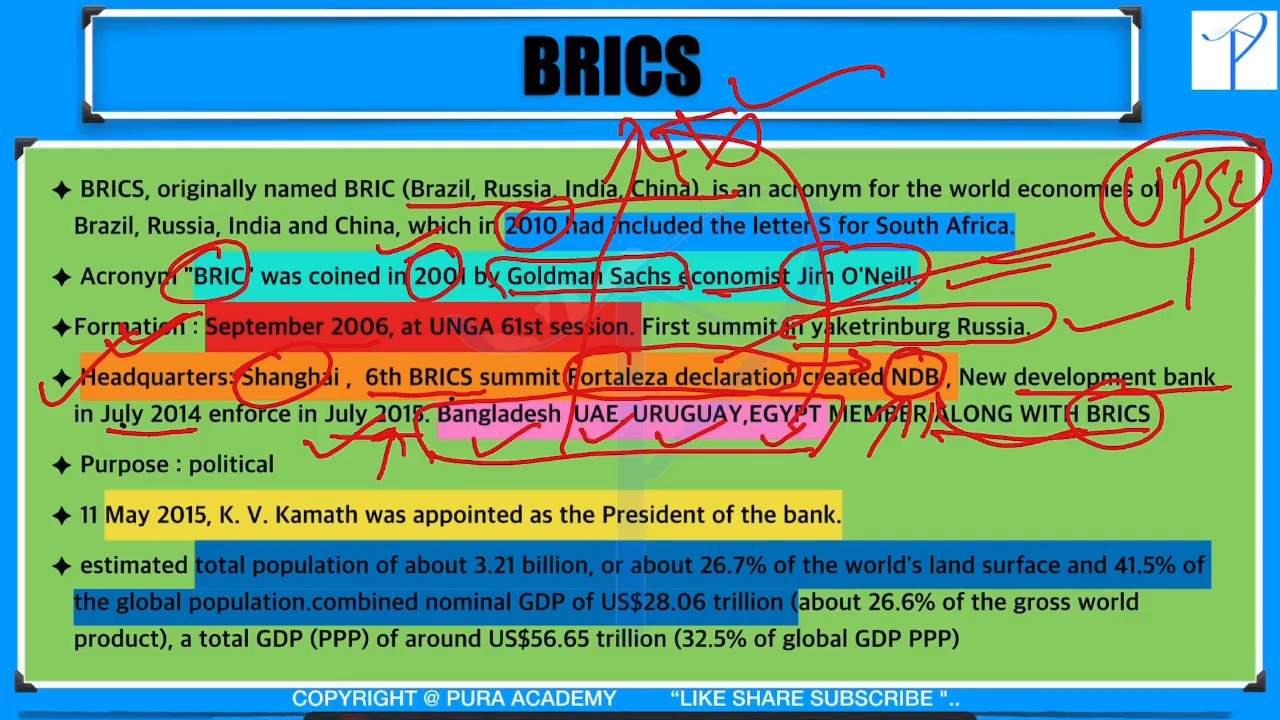 BRICS
UPSC
✦ BRICS, originally named BRIC (Brazil, Russia, India, China), is an acronym for the world economies of
Brazil, Russia, India and China, which in 2010 had included the letter S for South Africa.
✦ Acronym "BRIC" was coined in 2001 by Goldman Sachs economist Jim O'Neill.
✦Formation : September 2006, at UNGA 61st session. First summit in yaketrinburg Russia.
✦ Headquarters: Shanghai , 6th BRICS summit Fortaleza declaration created NDB , New development bank
in July 2014 enforce in July 2015. Bangladesh UAE, URUGUAY,EGYPT MEMBER ALONG WITH BRICS
✦ Purpose : political
✦ 11 May 2015, K. V. Kamath was appointed as the President of the bank.
✦ estimated total population of about 3.21 billion, or about 26.7% of the world's land surface and 41.5% of
the global population.combined nominal GDP of US$28.06 trillion (about 26.6% of the gross world
product), a total GDP (PPP) of around US$56.65 trillion (32.5% of global GDP PPP)
COPYRIGHT @ PURA ACADEMY "LIKE SHARE SUBSCRIBE "..